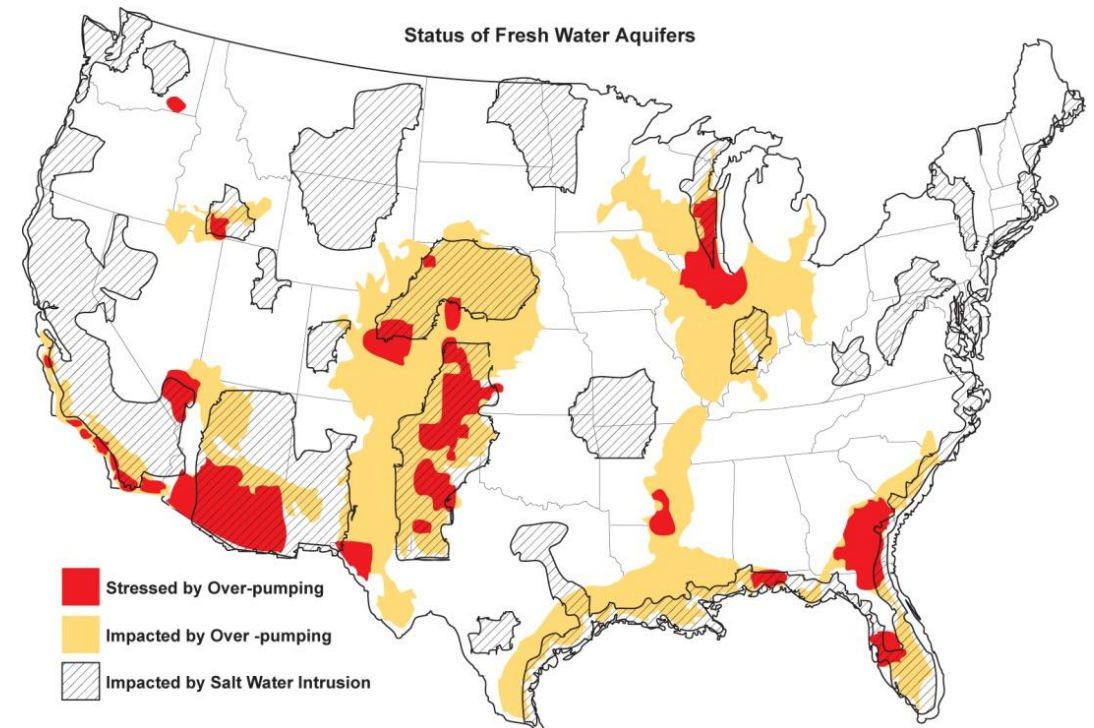 Status of Fresh Water Aquifers
Stressed by Over-pumping
Impacted by Over -pumping
Impacted by Salt Water Intrusion